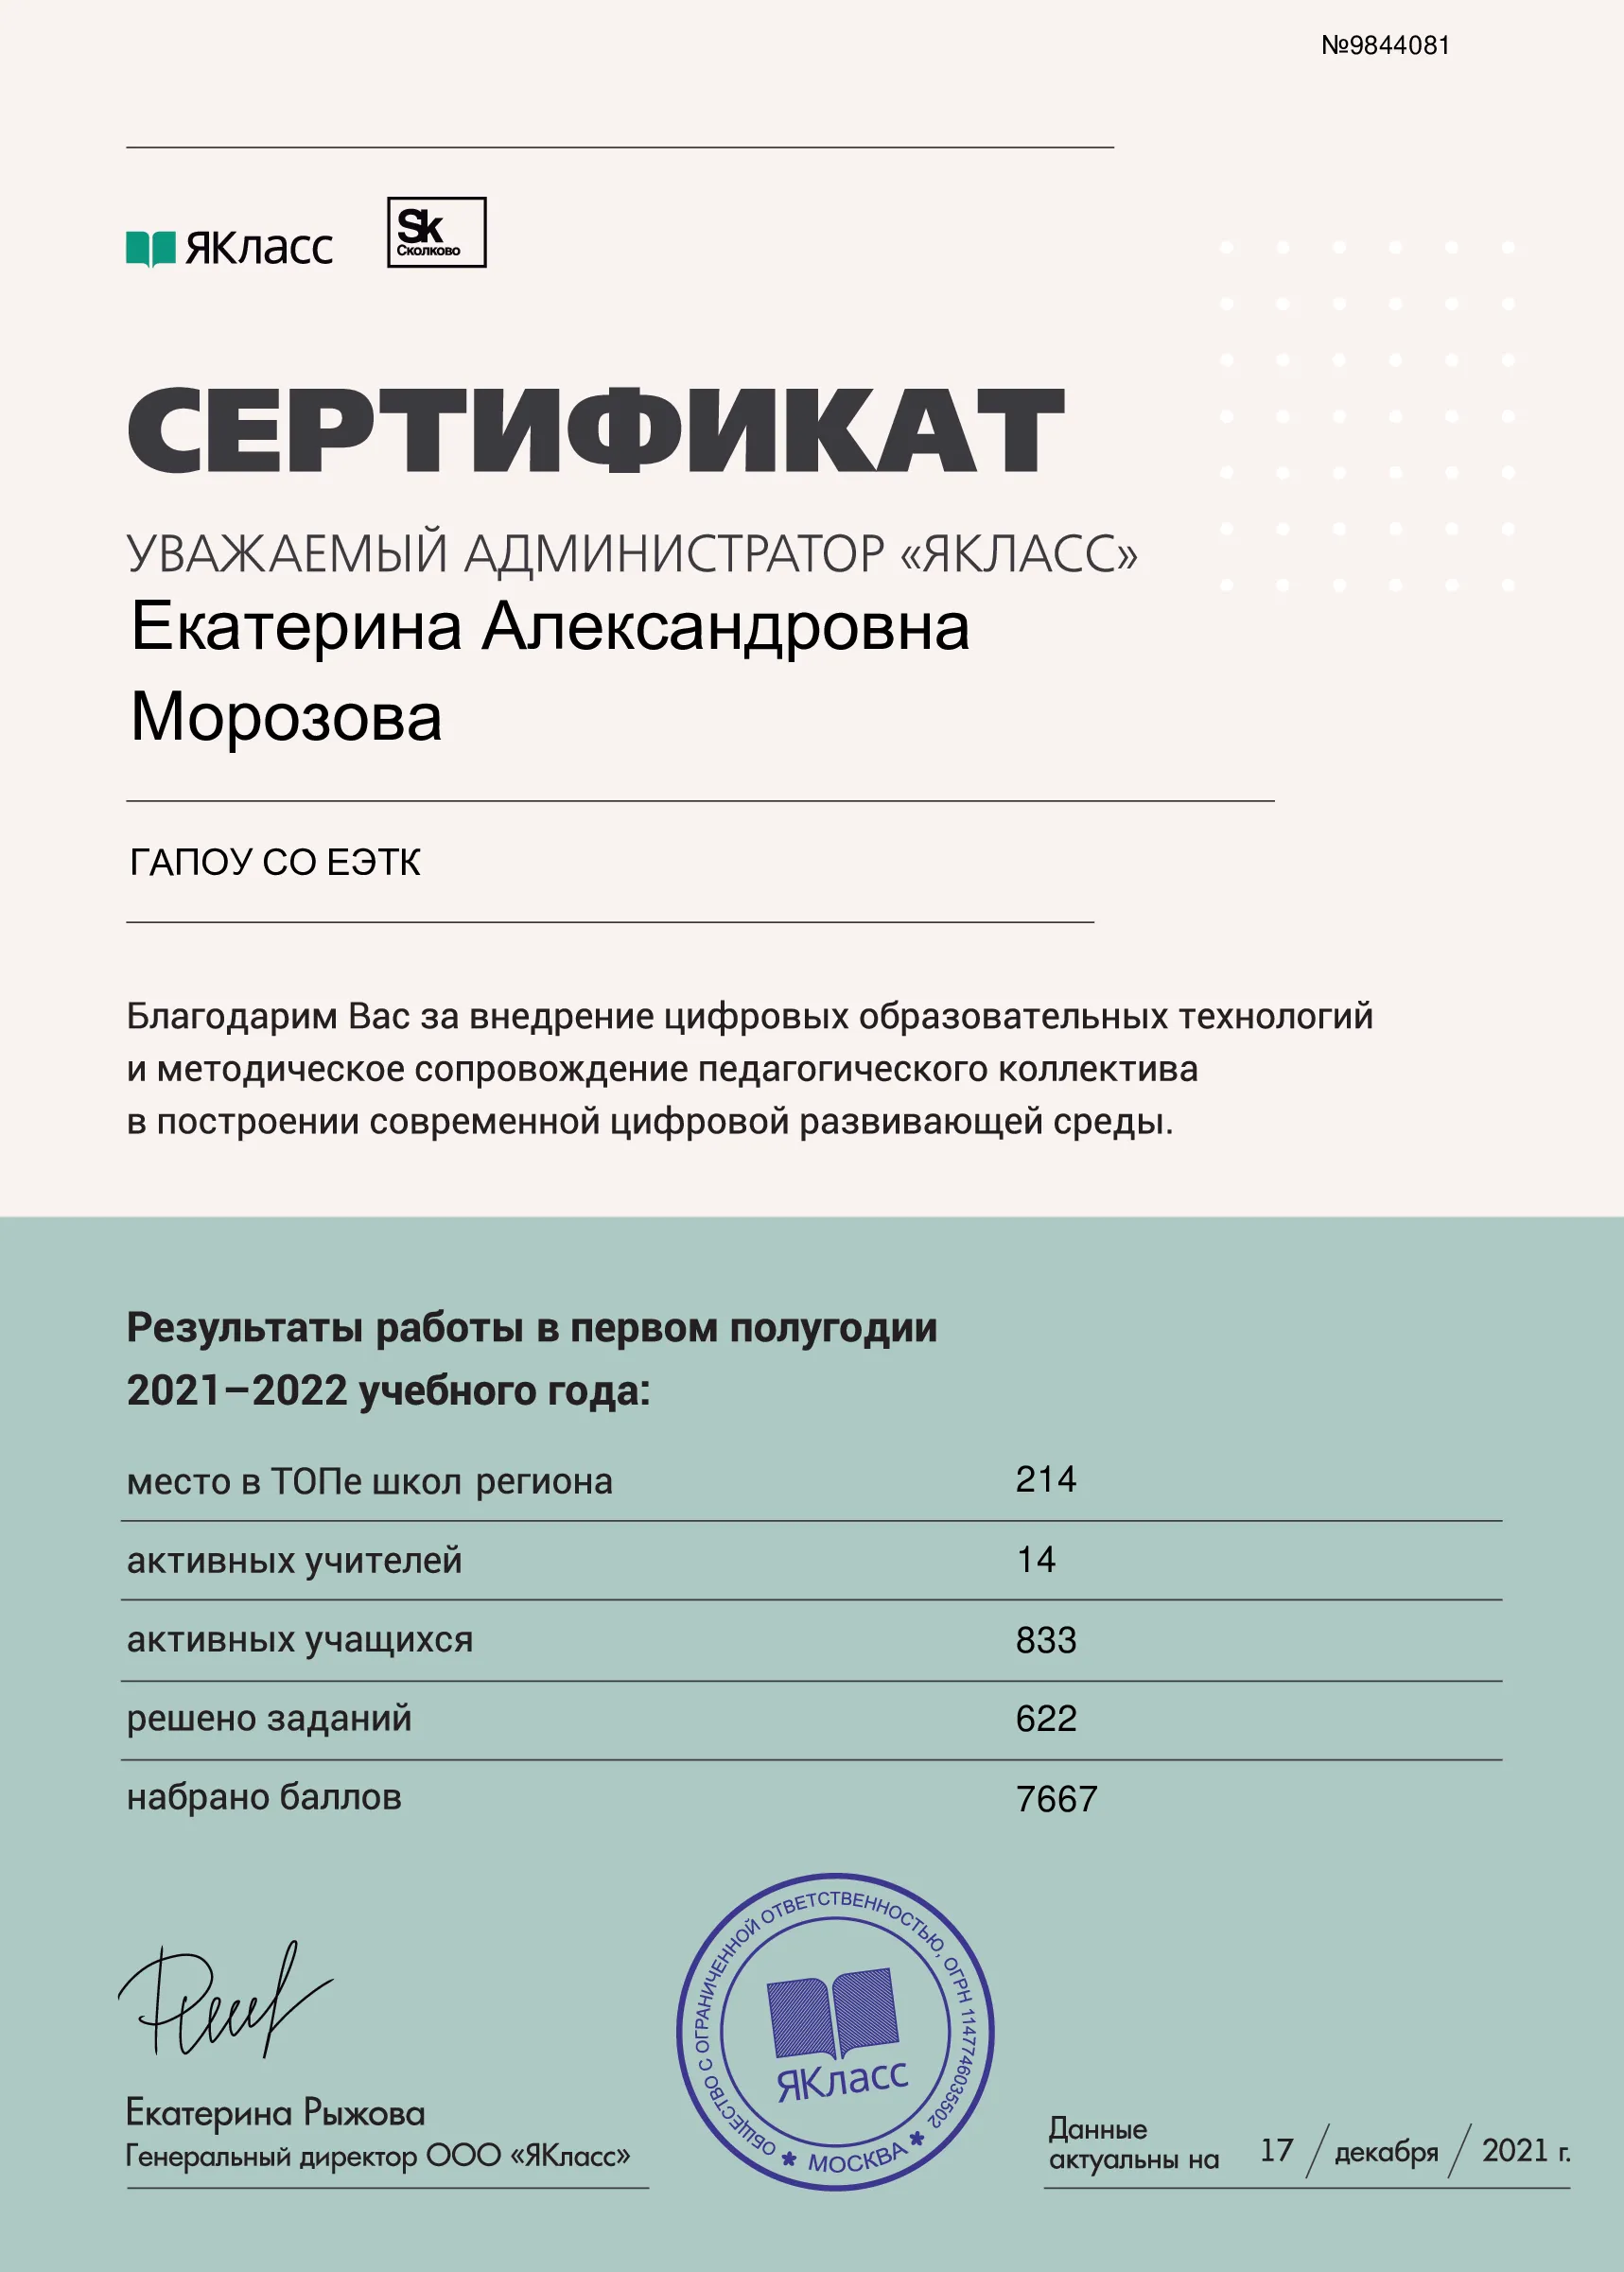 №9844081
ЯКласс
Sk
Сколково
СЕРТИФИКАТ
УВАЖАЕМЫЙ АДМИНИСТРАТОР «ЯКЛАСС»
Екатерина Александровна
Морозова
ГАПОУ СО ЕЭТК
Благодарим Вас за внедрение цифровых образовательных технологий
и методическое сопровождение педагогического коллектива
в построении современной цифровой развивающей среды.
Результаты работы в первом полугодии
2021–2022 учебного года:
место в ТОПе школ региона 214
активных учителей 14
активных учащихся 833
решено заданий 622
набрано баллов 7667
ОБЩЕСТВО С ОГРАНИЧЕННОЙ ОТВЕТСТВЕННОСТЬЮ, ОГРН 1147746035502
ЯКласс
* МОСКВА *
Екатерина Рыжова
Генеральный директор ООО «ЯКласс»
Данные
актуальны на 17 / декабря / 2021 г.